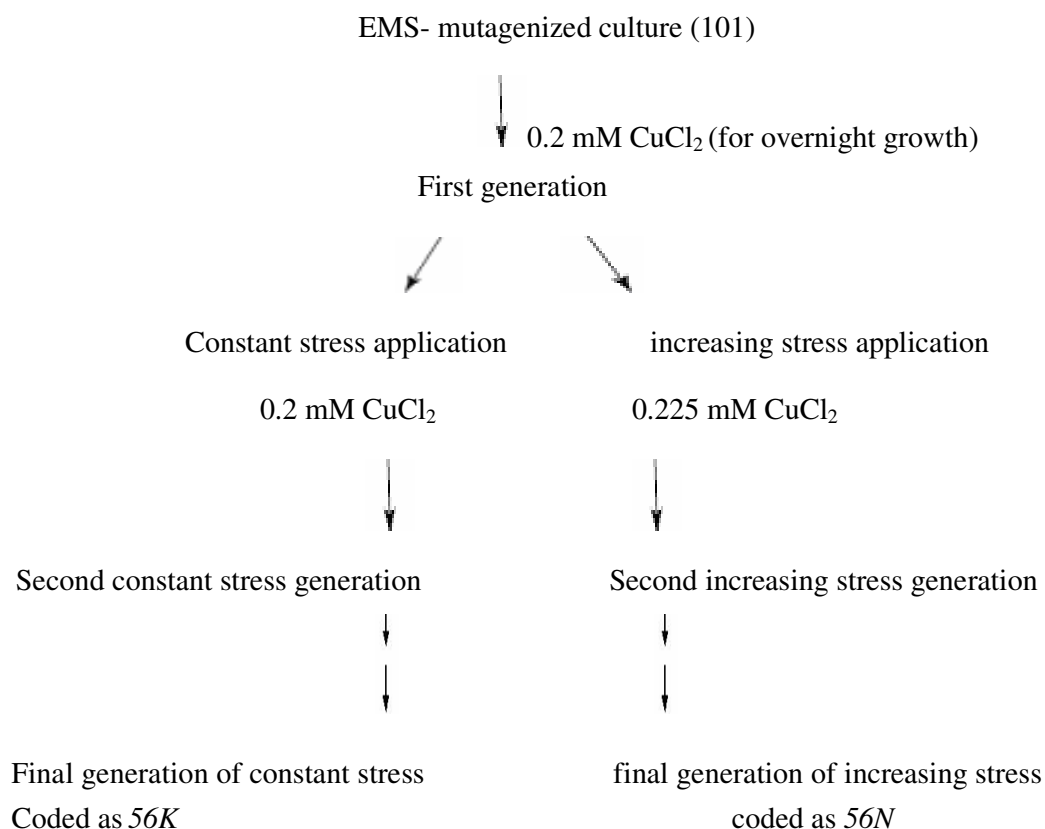 EMS- mutagenized culture (101)
0.2 mM CuCl₂ (for overnight growth)
First generation
Constant stress application
increasing stress application
0.2 mM CuCl₂
0.225 mM CuCl₂
Second constant stress generation
Second increasing stress generation
Final generation of constant stress
Coded as 56K
final generation of increasing stress
coded as 56N